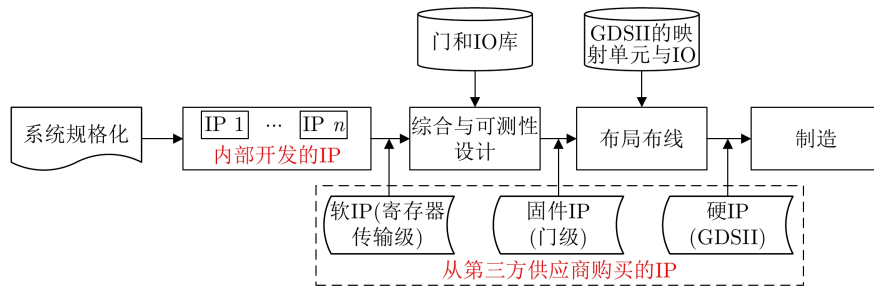 门和IO库
GDSII的映
射单元与IO
系统规格化
IP 1 ··· IP n
内部开发的IP
综合与可测性
设计
布局布线
制造
软IP(寄存器
传输级)
固件IP
(门级)
硬IP
(GDSII)
从第三方供应商购买的IP